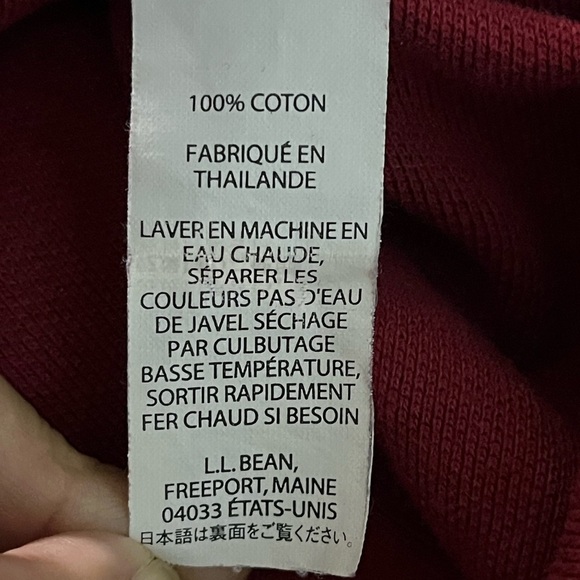 100% COTON
FABRIQUÉ EN
THAILANDE
LAVER EN MACHINE EN
EAU CHAUDE,
SÉPARER LES
COULEURS PAS D'EAU
DE JAVEL SÉCHAGE
PAR CULBUTAGE
BASSE TEMPÉRATURE,
SORTIR RAPIDEMENT
FER CHAUD SI BESOIN
L.L.BEAN,
FREEPORT, MAINE
04033 ÉTATS-UNIS
日本語は裏面をご覧ください。